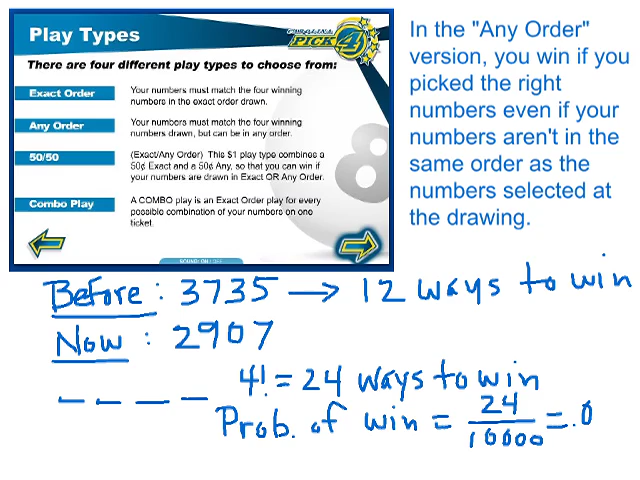 Play Types
CAROLINA
PICK 4
There are four different play types to choose from:
Exact Order
Your numbers must match the four winning
numbers in the exact order drawn.
Any Order
Your numbers must match the four winning
numbers drawn, but can be in any order.
50/50
(Exact/Any Order)  This $1 play type combines a
50¢ Exact and a 50¢ Any, so that you can win if
your numbers are drawn in Exact OR Any Order.
Combo Play
A COMBO play is an Exact Order play for every
possible combination of your numbers on one
ticket.
SOUND: ON
In the "Any Order"
version, you win if you
picked the right
numbers even if your
numbers aren't in the
same order as the
numbers selected at
the drawing.
Before: 3735 → 12 ways to win
Now: 2907
4! = 24 ways to win
Prob. of win = 24/10000 = .0